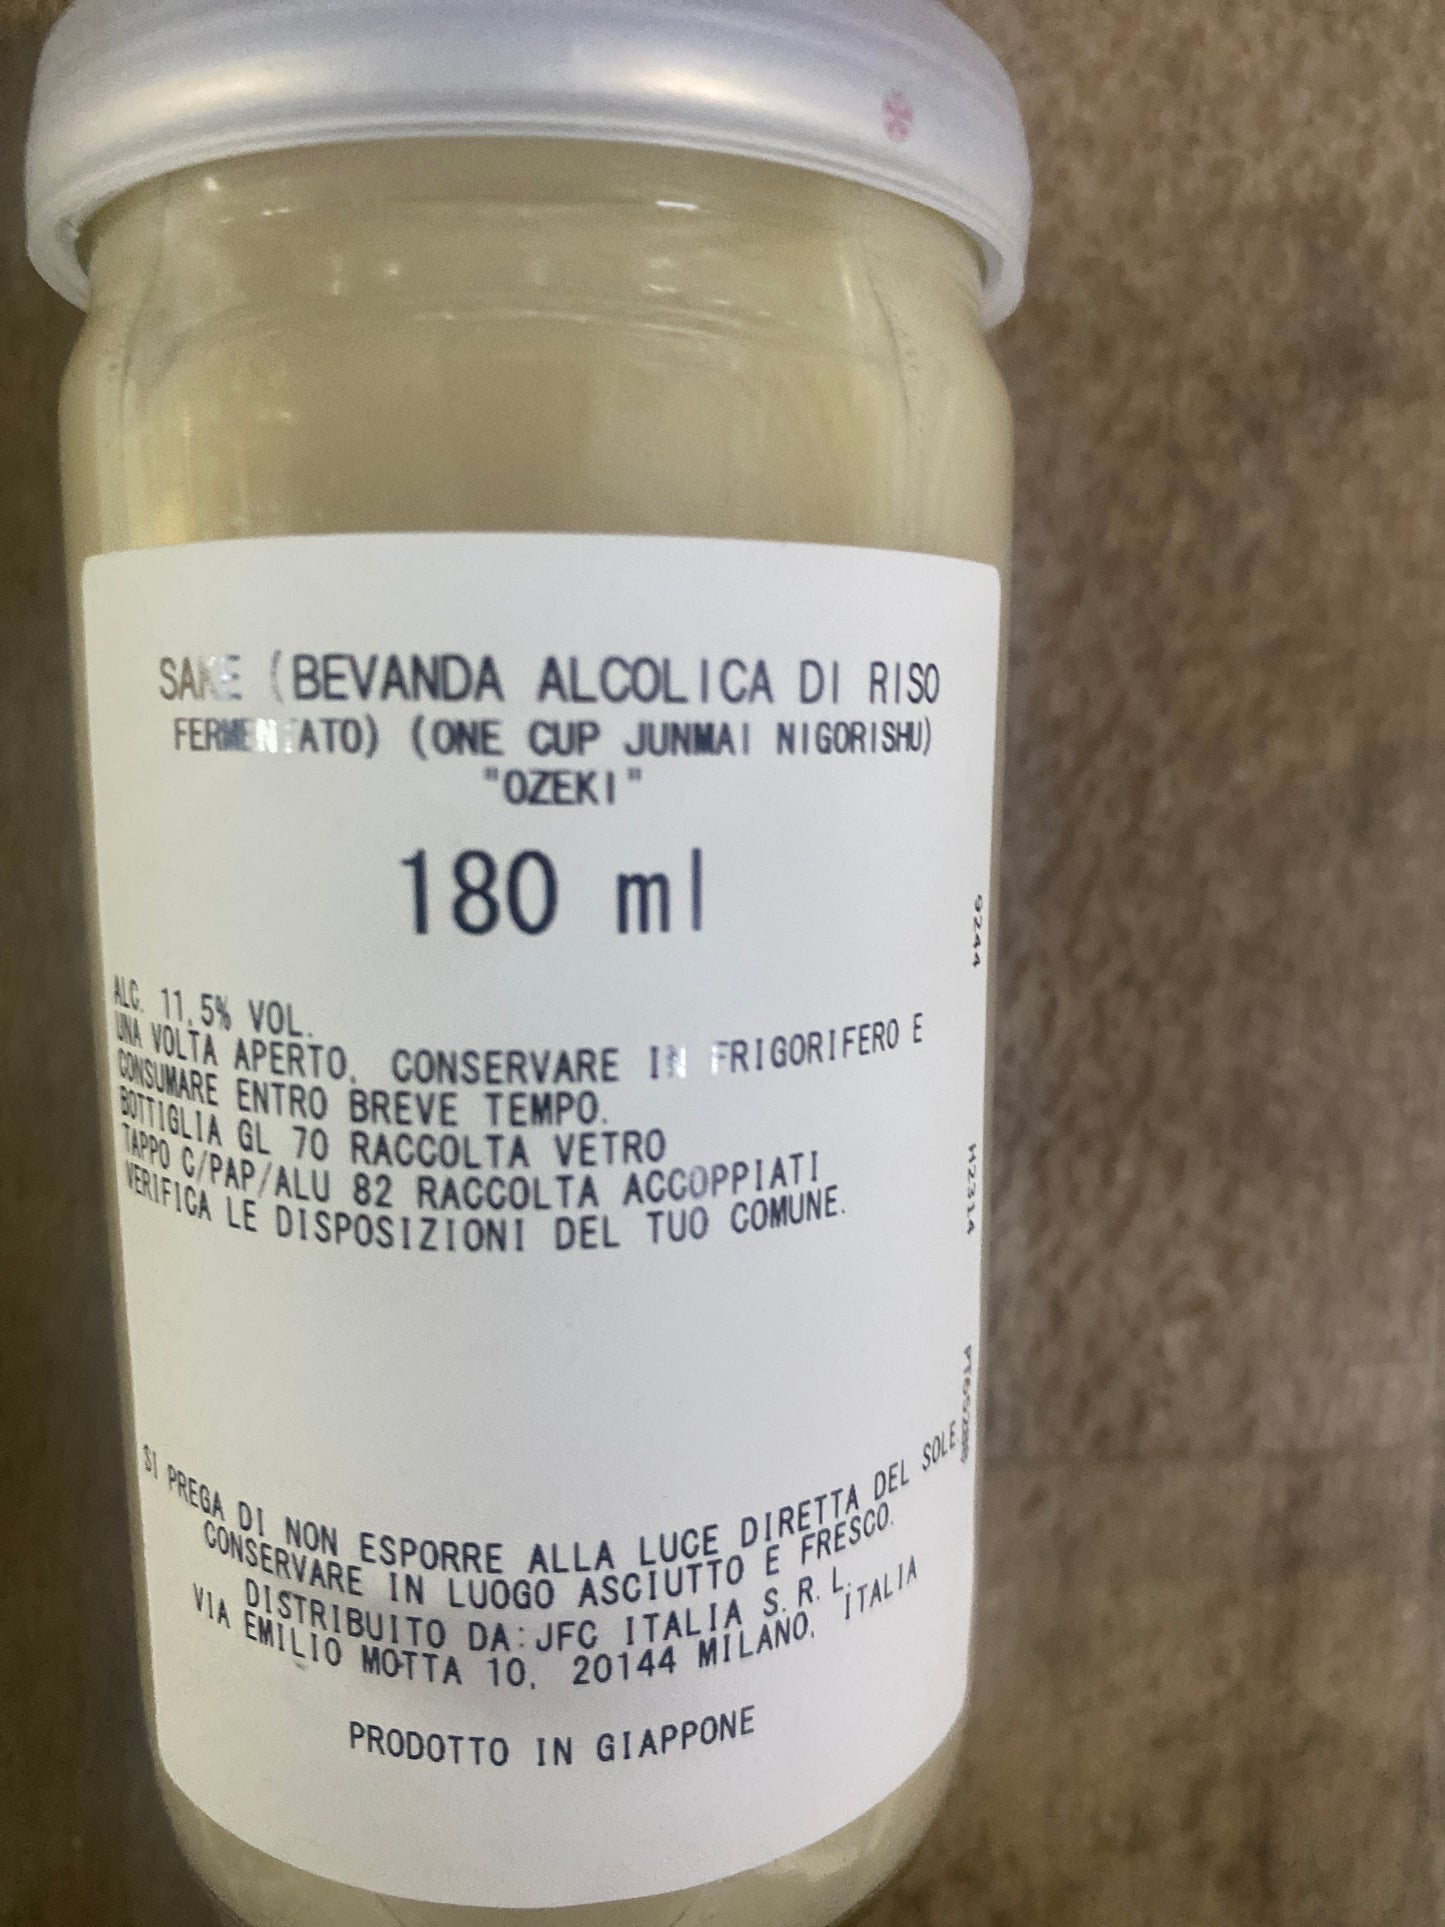 SAKE (BEVANDA ALCOLICA DI RISO
FERMENTATO) (ONE CUP JUNMAI NIGORISHU)
"OZEKI"
180 ml
ALC. 11.5% VOL.
UNA VOLTA APERTO, CONSERVARE IN FRIGORIFERO E
CONSUMARE ENTRO BREVE TEMPO.
BOTTIGLIA GL 70 RACCOLTA VETRO
TAPPO C/PAP/ALU 82 RACCOLTA ACCOPPIATI
VERIFICA LE DISPOSIZIONI DEL TUO COMUNE.
SI PREGA DI NON ESPORRE ALLA LUCE DIRETTA DEL SOLE E
CONSERVARE IN LUOGO ASCIUTTO E FRESCO.
DISTRIBUITO DA:JFC ITALIA S.R.L.
VIA EMILIO MOTTA 10, 20144 MILANO, ITALIA
PRODOTTO IN GIAPPONE
9244
H2314